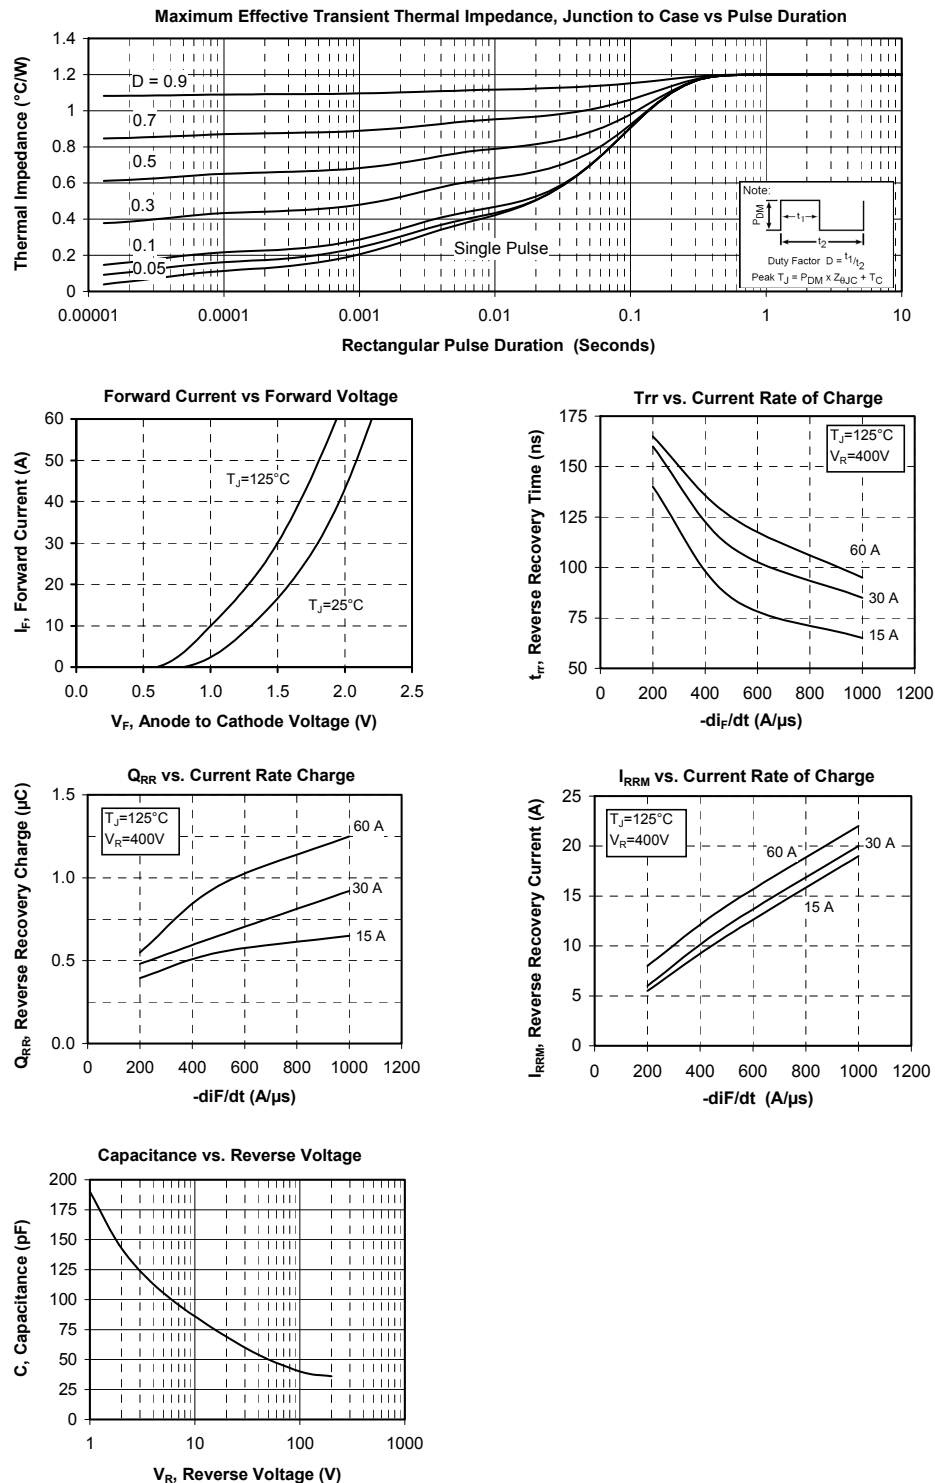 Maximum Effective Transient Thermal Impedance, Junction to Case vs Pulse Duration
Thermal Impedance (°C/W)
1.4
1.2
1
0.8
0.6
0.4
0.2
0
D = 0.9
0.7
0.5
0.3
0.1
0.05
Single Pulse
Note:
PDM
t1
t2
Duty Factor D = t1/t2
Peak TJ = PDM x ZθJC + TC
0.00001 0.0001 0.001 0.01 0.1 1 10
Rectangular Pulse Duration (Seconds)
Forward Current vs Forward Voltage
IF, Forward Current (A)
60
50
40
30
20
10
0
TJ=125°C
TJ=25°C
0.0 0.5 1.0 1.5 2.0 2.5
VF, Anode to Cathode Voltage (V)
Trr vs. Current Rate of Charge
trr, Reverse Recovery Time (ns)
175
150
125
100
75
50
TJ=125°C
VR=400V
60 A
30 A
15 A
0 200 400 600 800 1000 1200
-diF/dt (A/µs)
QRR vs. Current Rate Charge
QRR, Reverse Recovery Charge (µC)
1.5
1.0
0.5
0.0
TJ=125°C
VR=400V
60 A
30 A
15 A
0 200 400 600 800 1000 1200
-diF/dt (A/µs)
IRRM vs. Current Rate of Charge
IRRM, Reverse Recovery Current (A)
25
20
15
10
5
0
TJ=125°C
VR=400V
60 A
30 A
15 A
0 200 400 600 800 1000 1200
-diF/dt (A/µs)
Capacitance vs. Reverse Voltage
C, Capacitance (pF)
200
175
150
125
100
75
50
25
0
1 10 100 1000
VR, Reverse Voltage (V)